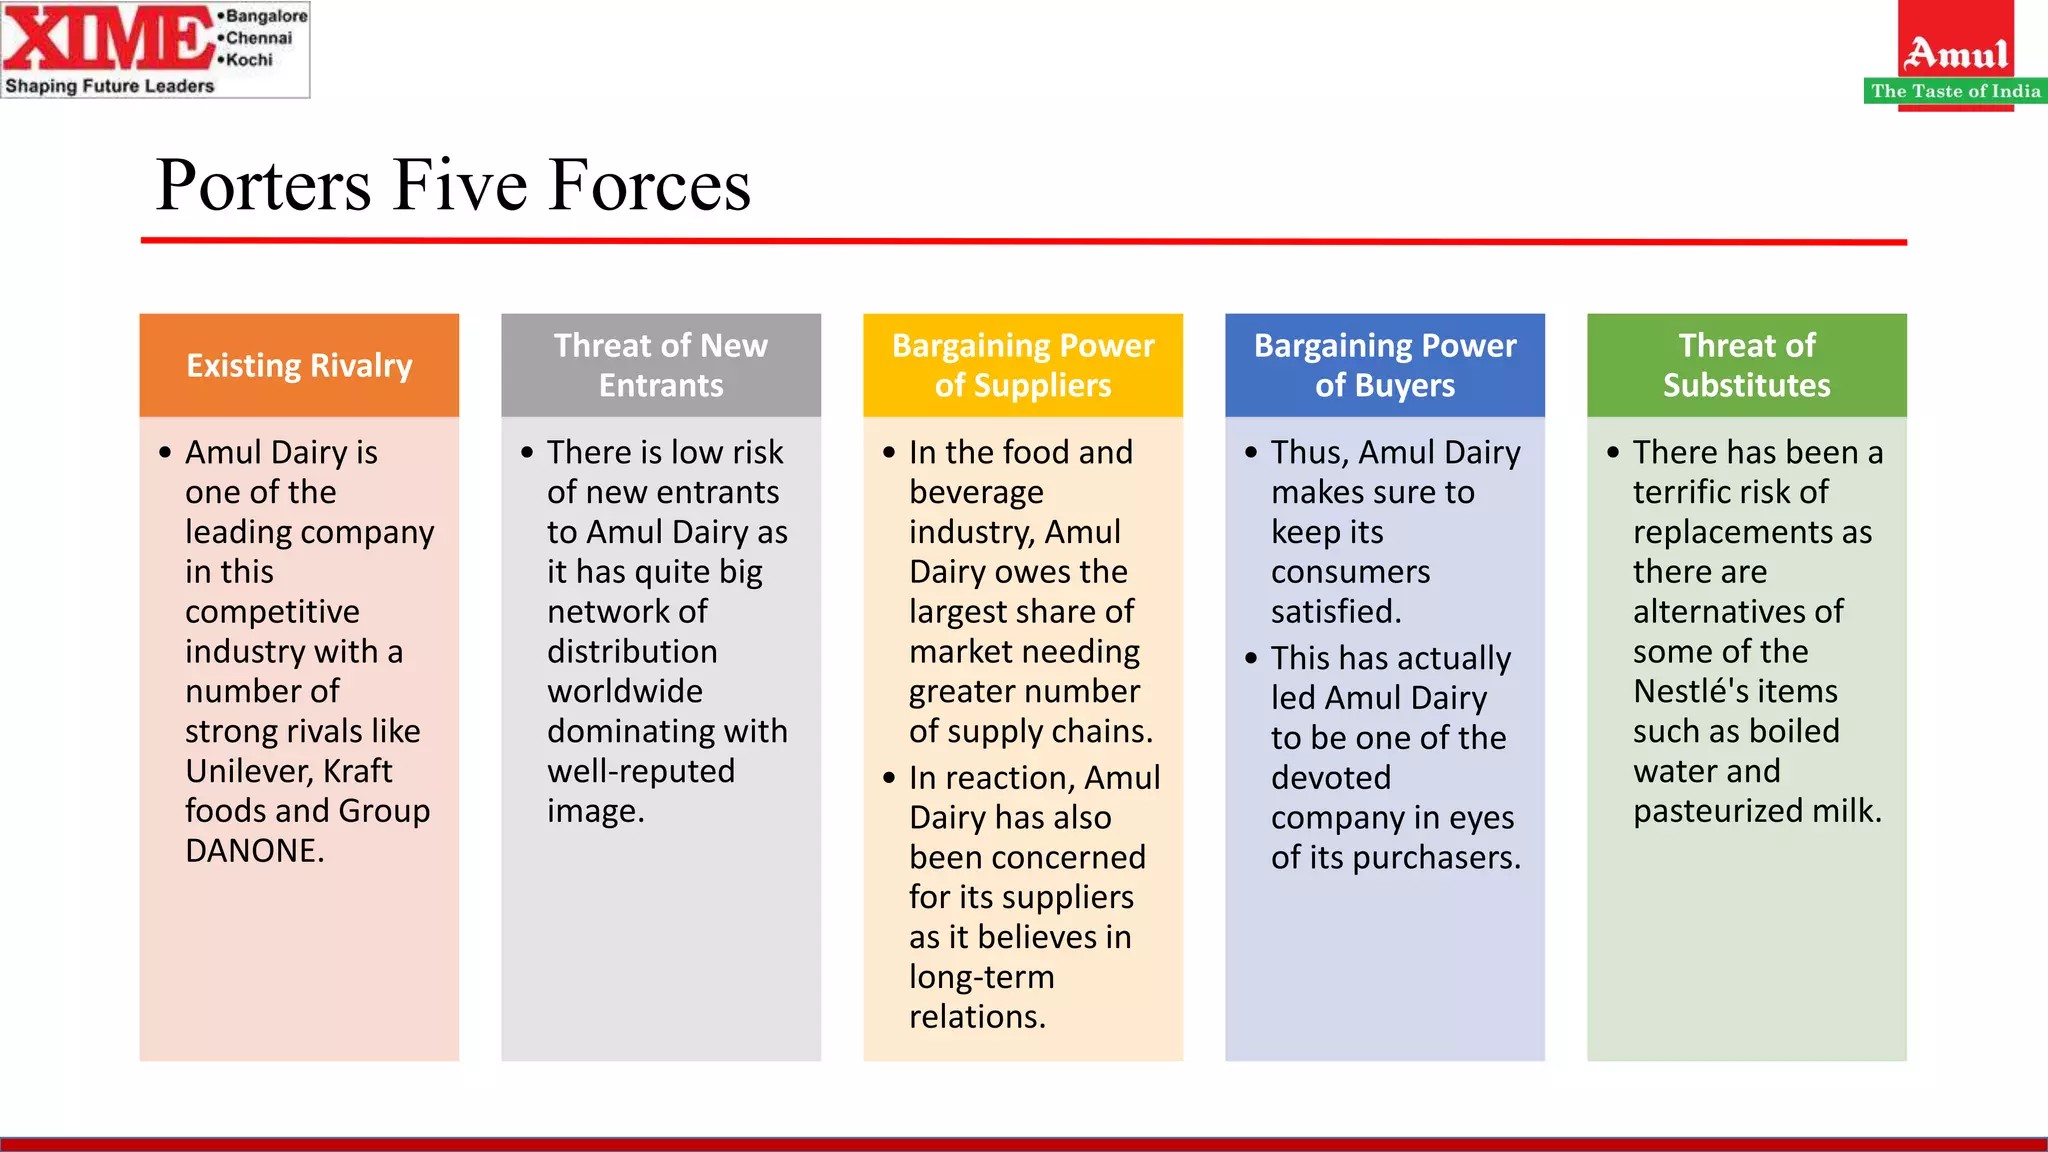 XIME
•Bangalore
•Chennai
•Kochi
Shaping Future Leaders
Amul
The Taste of India
Porters Five Forces
Existing Rivalry
• Amul Dairy is
one of the
leading company
in this
competitive
industry with a
number of
strong rivals like
Unilever, Kraft
foods and Group
DANONE.
Threat of New
Entrants
• There is low risk
of new entrants
to Amul Dairy as
it has quite big
network of
distribution
worldwide
dominating with
well-reputed
image.
Bargaining Power
of Suppliers
• In the food and
beverage
industry, Amul
Dairy owes the
largest share of
market needing
greater number
of supply chains.
• In reaction, Amul
Dairy has also
been concerned
for its suppliers
as it believes in
long-term
relations.
Bargaining Power
of Buyers
• Thus, Amul Dairy
makes sure to
keep its
consumers
satisfied.
• This has actually
led Amul Dairy
to be one of the
devoted
company in eyes
of its purchasers.
Threat of
Substitutes
• There has been a
terrific risk of
replacements as
there are
alternatives of
some of the
Nestlé's items
such as boiled
water and
pasteurized milk.